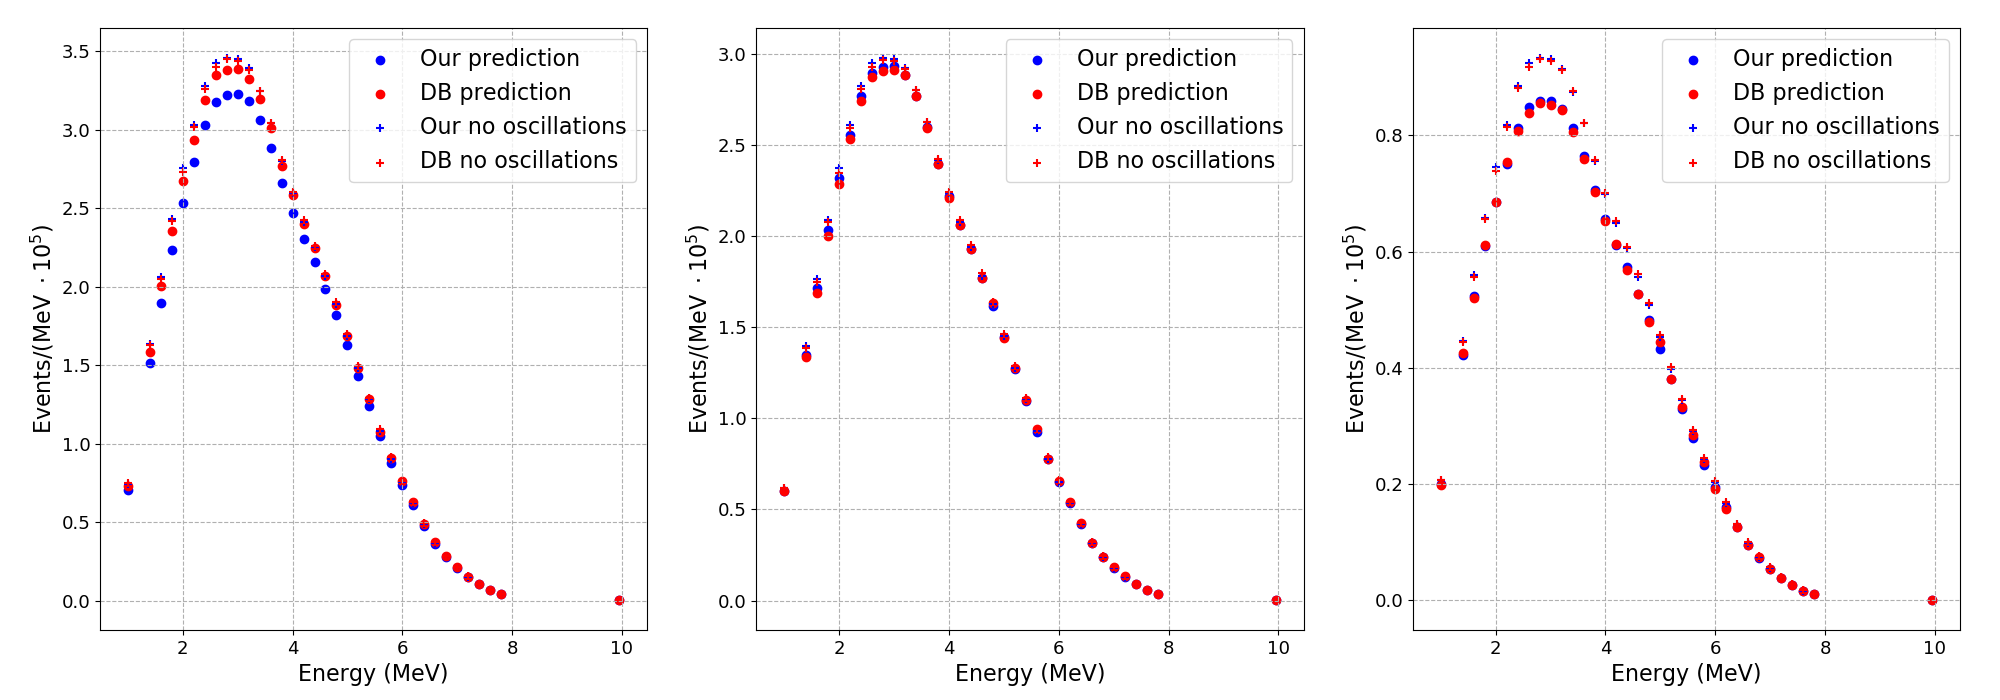 Our prediction
DB prediction
Our no oscillations
DB no oscillations
3.5
3.0
2.5
2.0
1.5
1.0
0.5
0.0
2 4 6 8 10
Energy (MeV)
Events/(MeV · 10⁵)
Our prediction
DB prediction
Our no oscillations
DB no oscillations
3.0
2.5
2.0
1.5
1.0
0.5
0.0
2 4 6 8 10
Energy (MeV)
Events/(MeV · 10⁵)
Our prediction
DB prediction
Our no oscillations
DB no oscillations
0.8
0.6
0.4
0.2
0.0
2 4 6 8 10
Energy (MeV)
Events/(MeV · 10⁵)